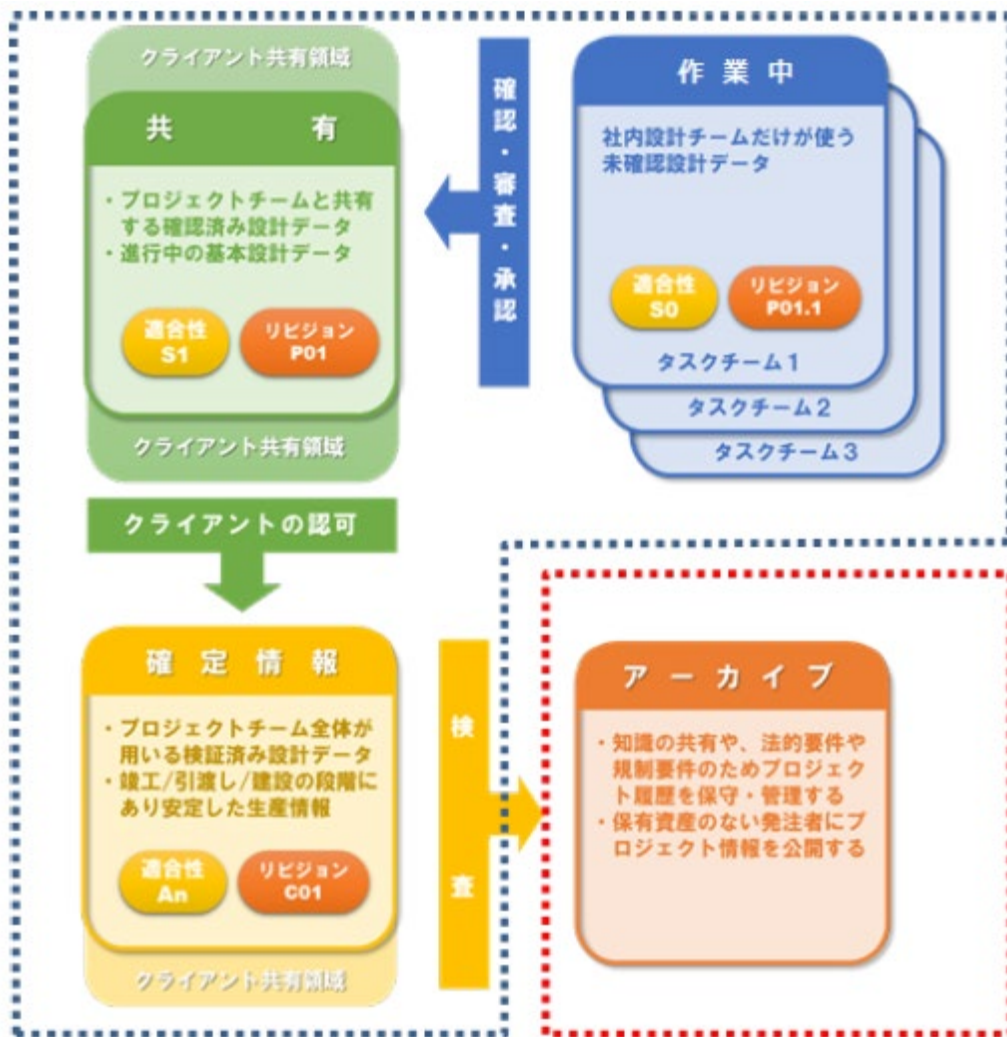 クライアント共有領域
共有
・プロジェクトチームと共有
する確認済み設計データ
・進行中の基本設計データ
適合性
S1
リビジョン
P01
クライアント共有領域
確認・審査・承認
作業中
社内設計チームだけが使う
未確認設計データ
適合性
S0
リビジョン
P01.1
タスクチーム1
タスクチーム2
タスクチーム3
クライアントの認可
確定情報
・プロジェクトチーム全体が
用いる検証済み設計データ
・竣工/引渡し/建設の段階に
あり安定した生産情報
適合性
An
リビジョン
C01
クライアント共有領域
検査
アーカイブ
・知識の共有や、法的要件や
規制要件のためプロジェク
ト履歴を保守・管理する
・保有資産のない発注者にプ
ロジェクト情報を公開する